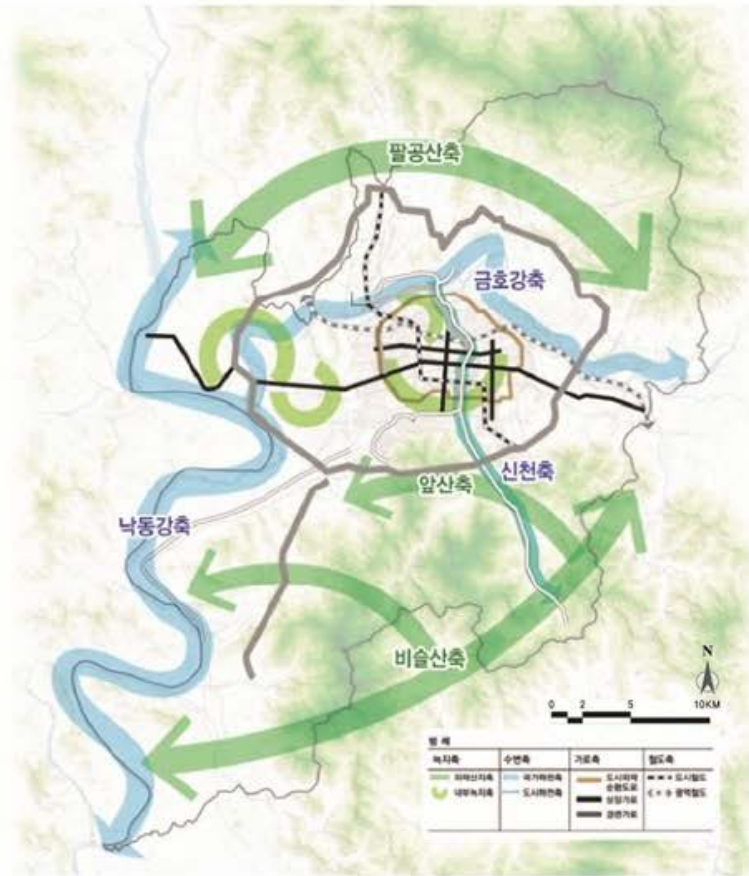 팔공산축
금호강축
앞산축
신천축
낙동강축
비슬산축
N
0 2 5 10KM
범 례
녹지축 수변축 가로축 철도축
외곽산지축 국가하천축 도시외곽 도시철도
순환도로
내부녹지축 도시하천축 상징가로 광역철도
경관가로